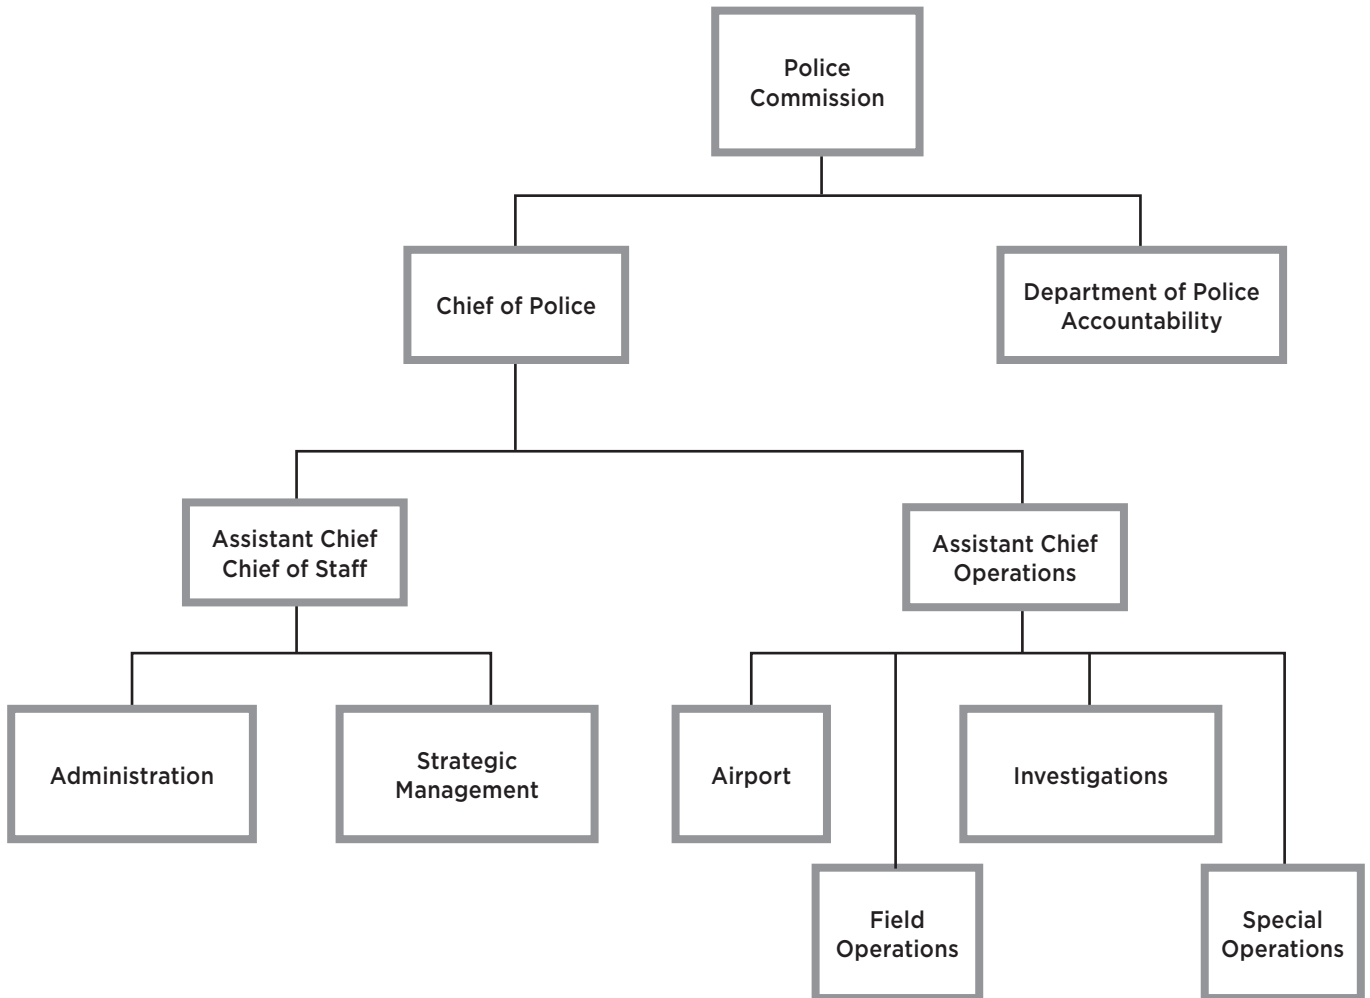 Police
Commission
Chief of Police
Department of Police
Accountability
Assistant Chief
Chief of Staff
Assistant Chief
Operations
Administration
Strategic
Management
Airport
Investigations
Field
Operations
Special
Operations